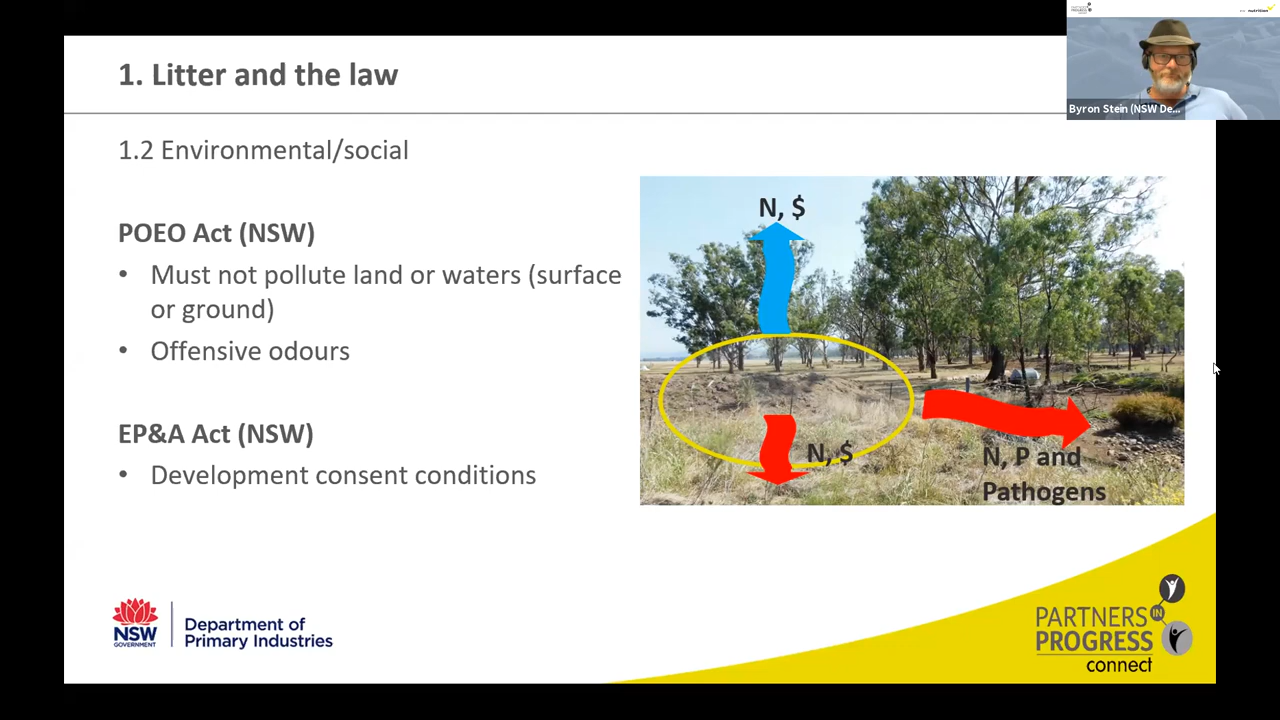 1. Litter and the law
Byron Stein (NSW De...
1.2 Environmental/social
POEO Act (NSW)
• Must not pollute land or waters (surface
or ground)
• Offensive odours
EP&A Act (NSW)
• Development consent conditions
N, $
N, $
N, P and
Pathogens
NSW
GOVERNMENT
Department of
Primary Industries
PARTNERS
IN
PROGRESS
connect
nutrition